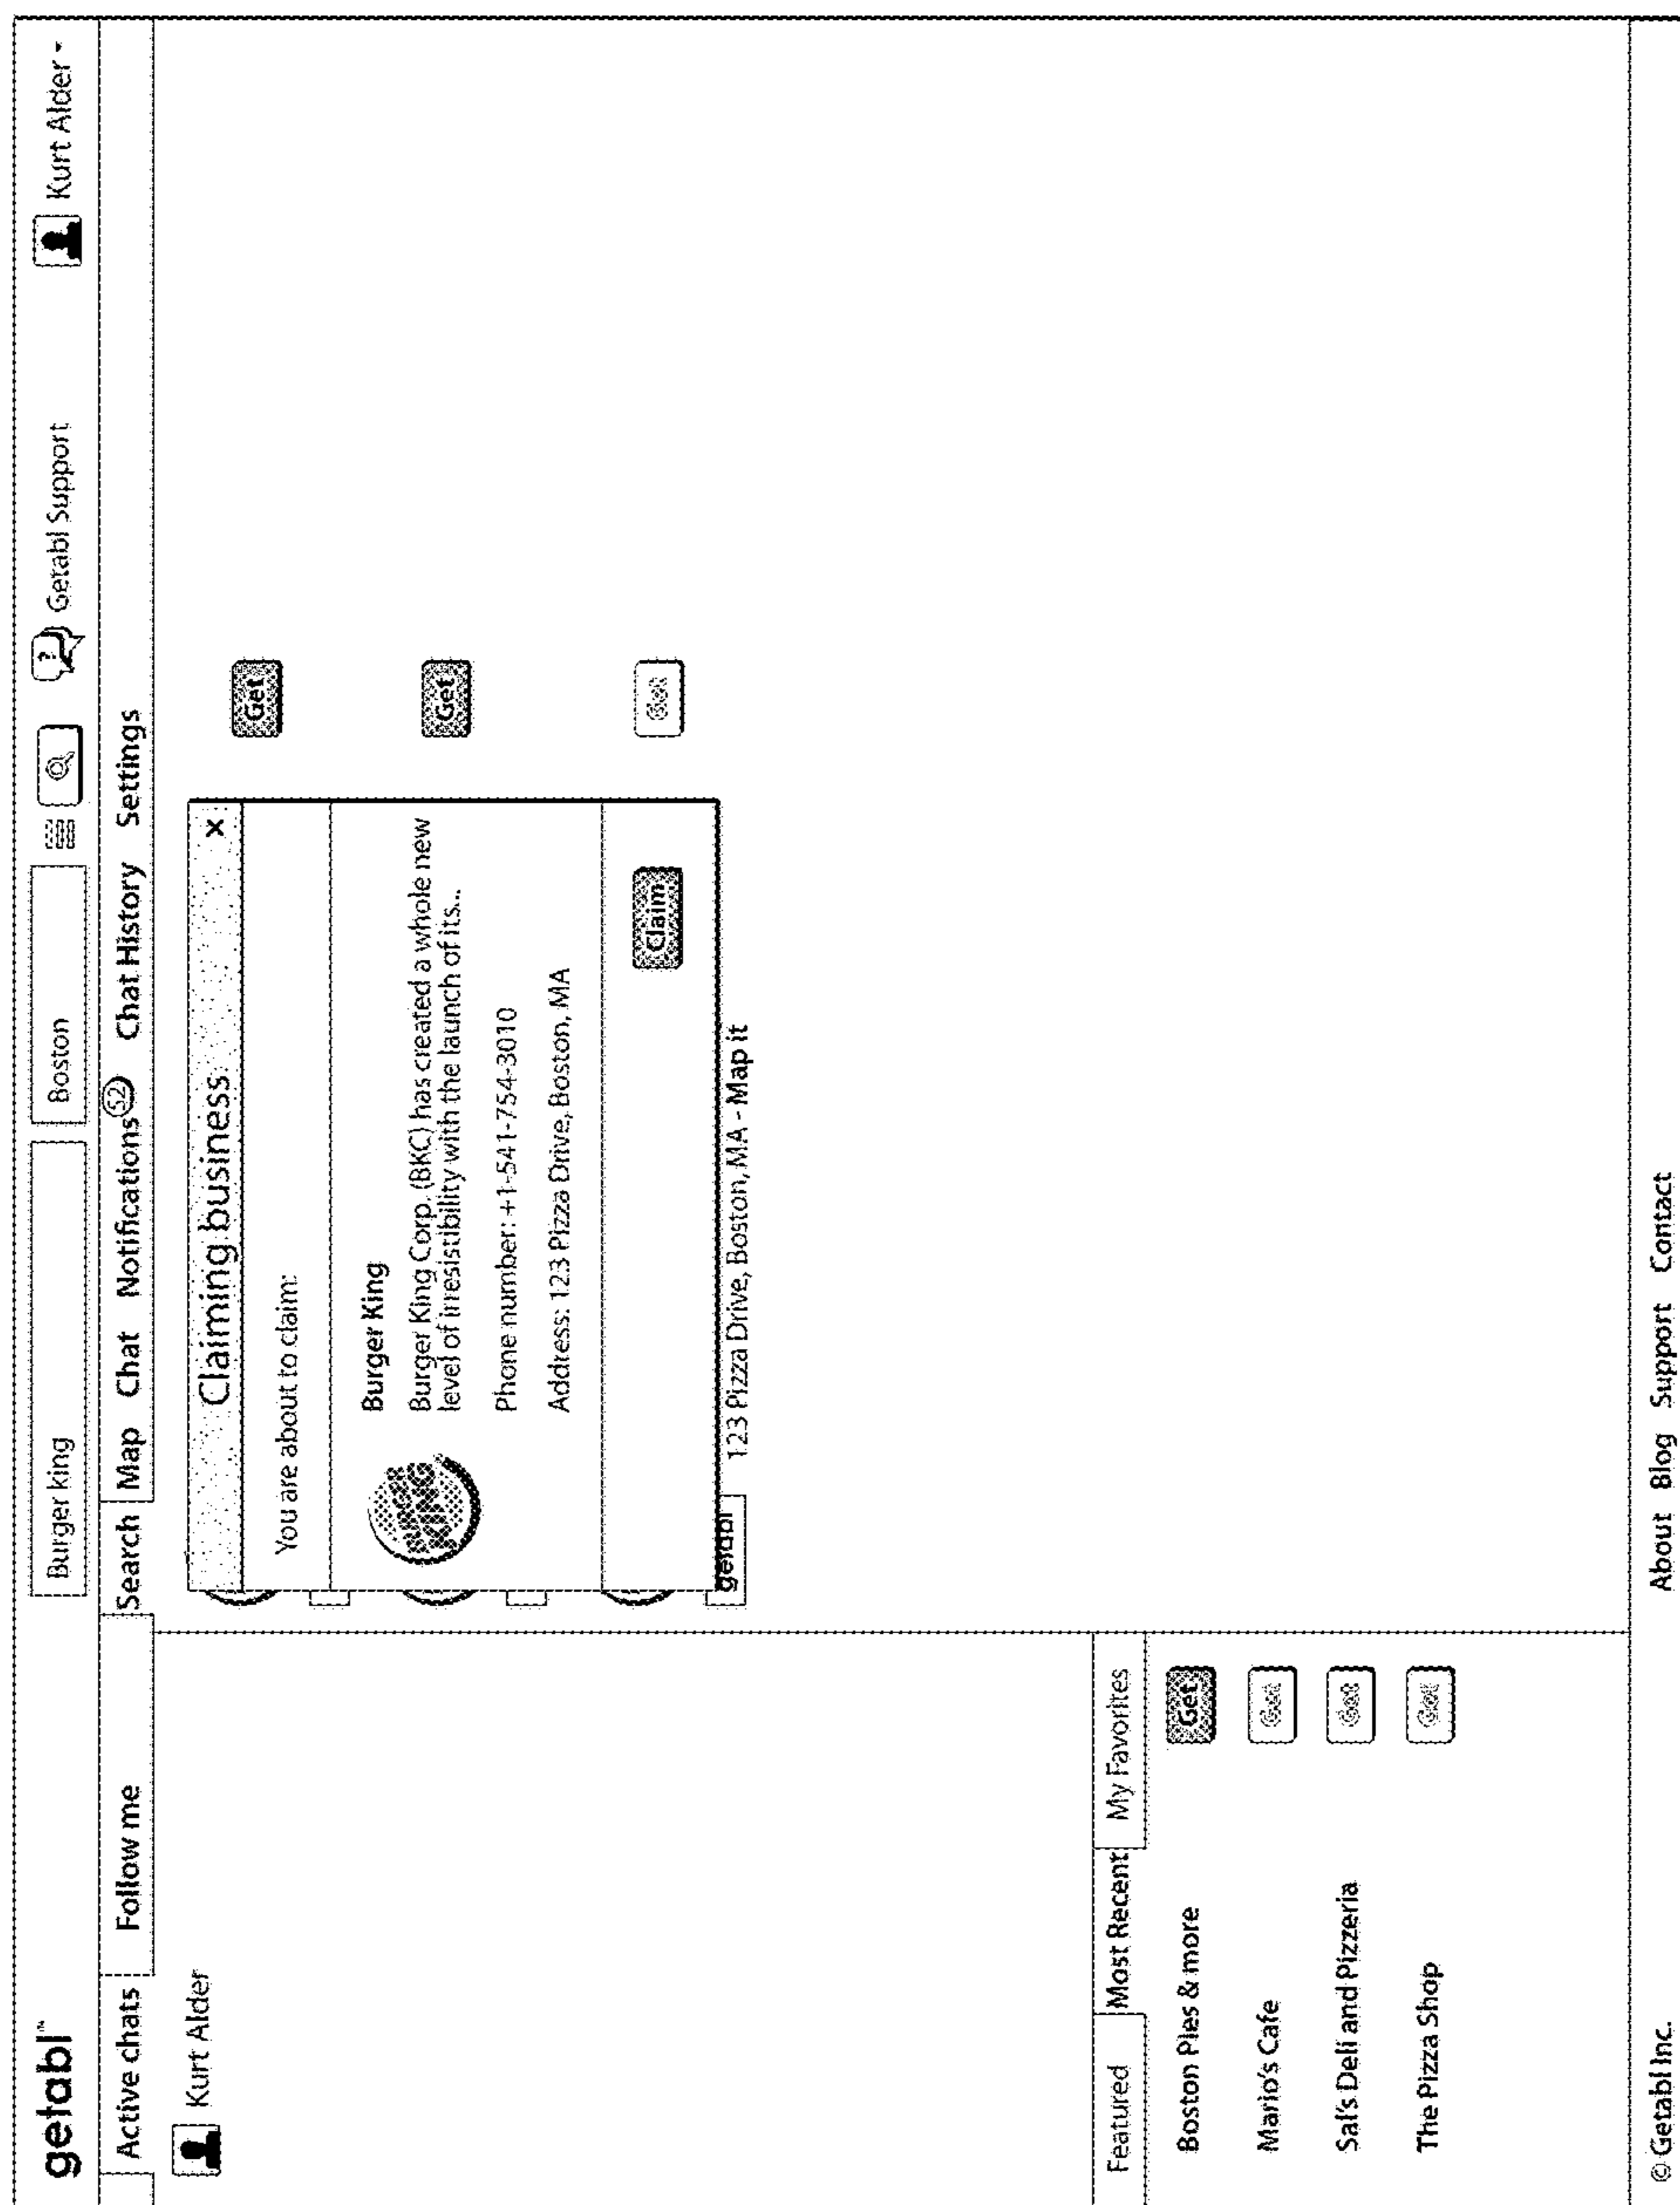 getabl™
Burger king
Boston
Getabl Support
Kurt Alder
Active chats Follow me
Search Map Chat Notifications 52 Chat History Settings
Kurt Alder
Claiming business x
You are about to claim:
Burger King
Burger King Corp. (BKC) has created a whole new
level of irresistibility with the launch of its...
Phone number: +1-541-754-3010
Address: 123 Pizza Drive, Boston, MA
BURGER
KING
Claim
Get
Get
Get
getabl 123 Pizza Drive, Boston, MA - Map it
Featured Most Recent My Favorites
Boston Pies & more Get
Mario's Cafe Get
Sal's Deli and Pizzeria Get
The Pizza Shop Get
© Getabl Inc.
About Blog Support Contact